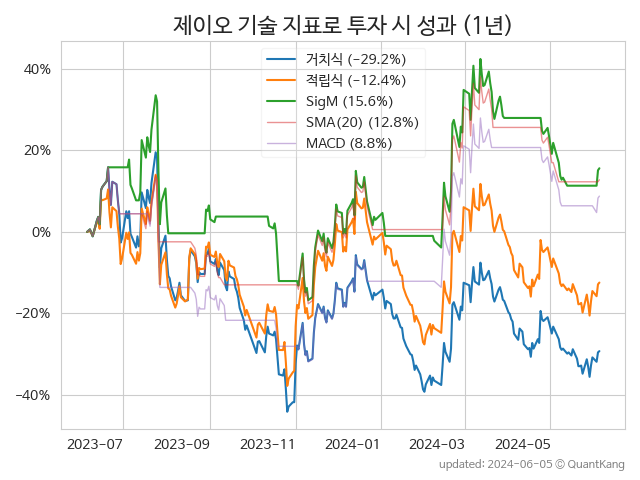 제이오 기술 지표로 투자 시 성과 (1년)
거치식 (−29.2%)
적립식 (−12.4%)
SigM (15.6%)
SMA(20) (12.8%)
MACD (8.8%)
40%
20%
0%
−20%
−40%
2023-07 2023-09 2023-11 2024-01 2024-03 2024-05
updated: 2024-06-05 ⓒ QuantKang